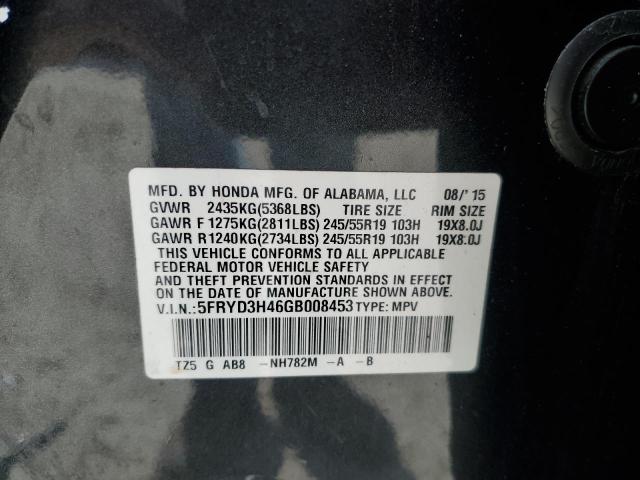 MFD. BY HONDA MFG. OF ALABAMA, LLC 08/'15
GVWR 2435KG(5368LBS) TIRE SIZE RIM SIZE
GAWR F 1275KG(2811LBS) 245/55R19 103H 19X8.0J
GAWR R1240KG(2734LBS) 245/55R19 103H 19X8.0J
THIS VEHICLE CONFORMS TO ALL APPLICABLE
FEDERAL MOTOR VEHICLE SAFETY
AND THEFT PREVENTION STANDARDS IN EFFECT
ON THE DATE OF MANUFACTURE SHOWN ABOVE.
V.I.N.:5FRYD3H46GB008453 TYPE: MPV
TZ5 G AB8 -NH782M -A -B